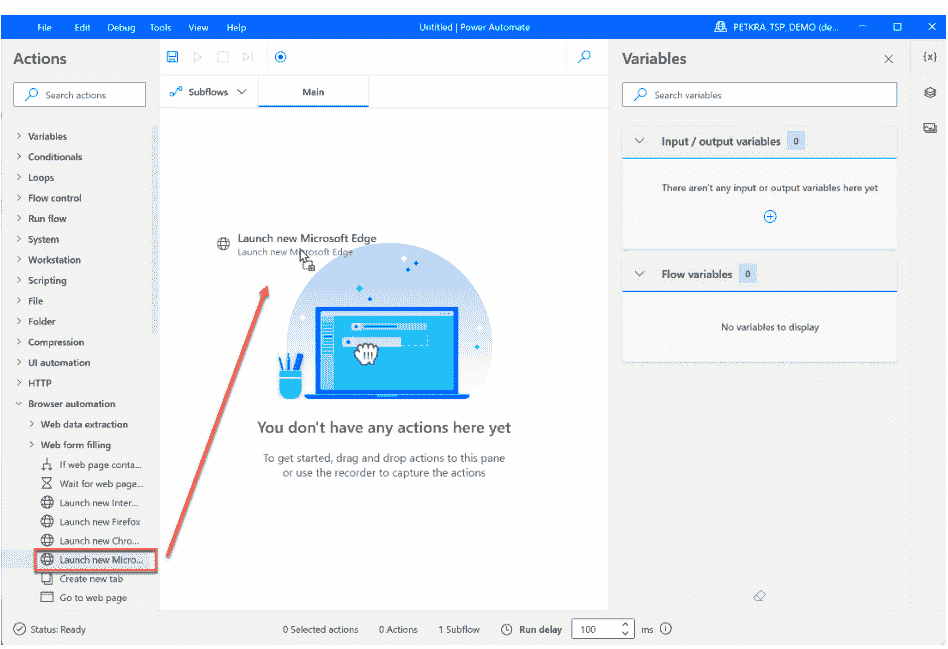 File Edit Debug Tools View Help
Untitled | Power Automate
PETKRA_TSP_DEMO (de...
Actions
Search actions
Variables
Conditionals
Loops
Flow control
Run flow
System
Workstation
Scripting
File
Folder
Compression
UI automation
HTTP
Browser automation
Web data extraction
Web form filling
If web page conta...
Wait for web page...
Launch new Inter...
Launch new Firefox
Launch new Chro...
Launch new Micro...
Create new tab
Go to web page
Subflows
Main
Launch new Microsoft Edge
Launch new Microsoft Edge
You don't have any actions here yet
To get started, drag and drop actions to this pane
or use the recorder to capture the actions
Variables
{x}
Search variables
Input / output variables 0
There aren't any input or output variables here yet
Flow variables 0
No variables to display
Status: Ready
0 Selected actions
0 Actions
1 Subflow
Run delay 100 ms